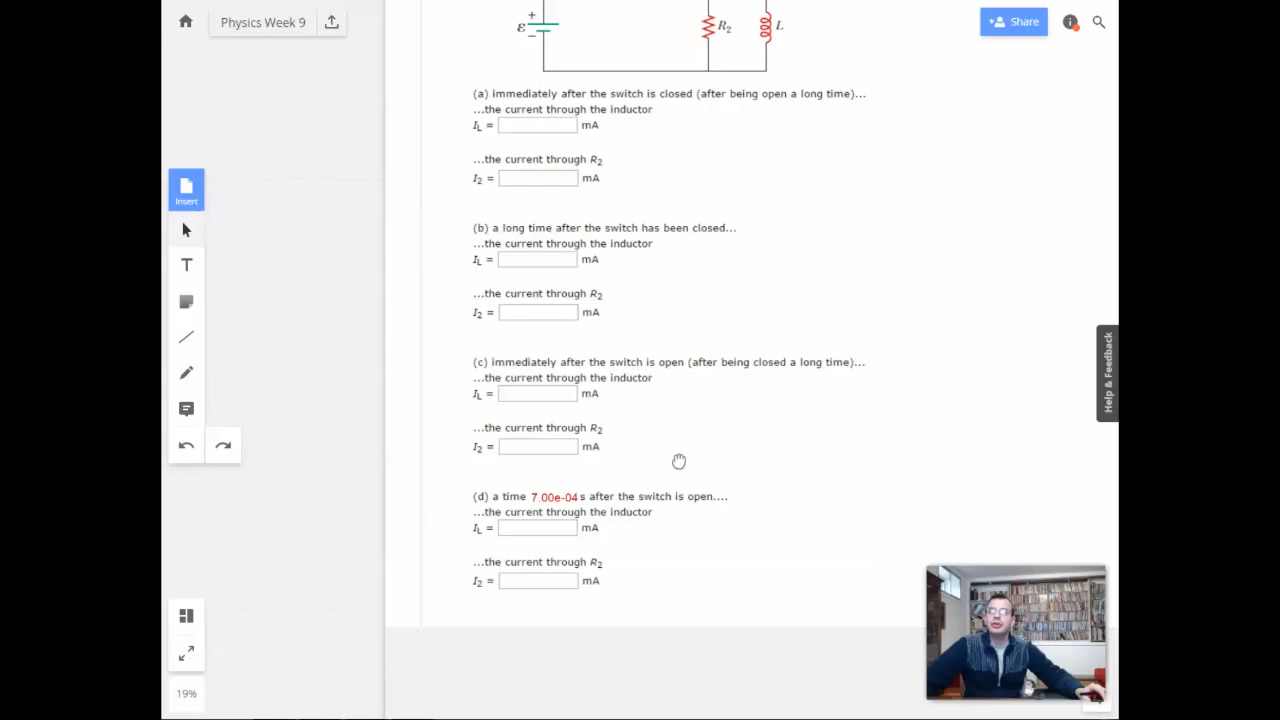 Physics Week 9
Share
+
ε
−
R2
L
(a) immediately after the switch is closed (after being open a long time)...
...the current through the inductor
IL = mA
...the current through R2
I2 = mA
Insert
(b) a long time after the switch has been closed...
...the current through the inductor
IL = mA
...the current through R2
I2 = mA
Help & Feedback
(c) immediately after the switch is open (after being closed a long time)...
...the current through the inductor
IL = mA
...the current through R2
I2 = mA
(d) a time 7.00e-04 s after the switch is open....
...the current through the inductor
IL = mA
...the current through R2
I2 = mA
19%